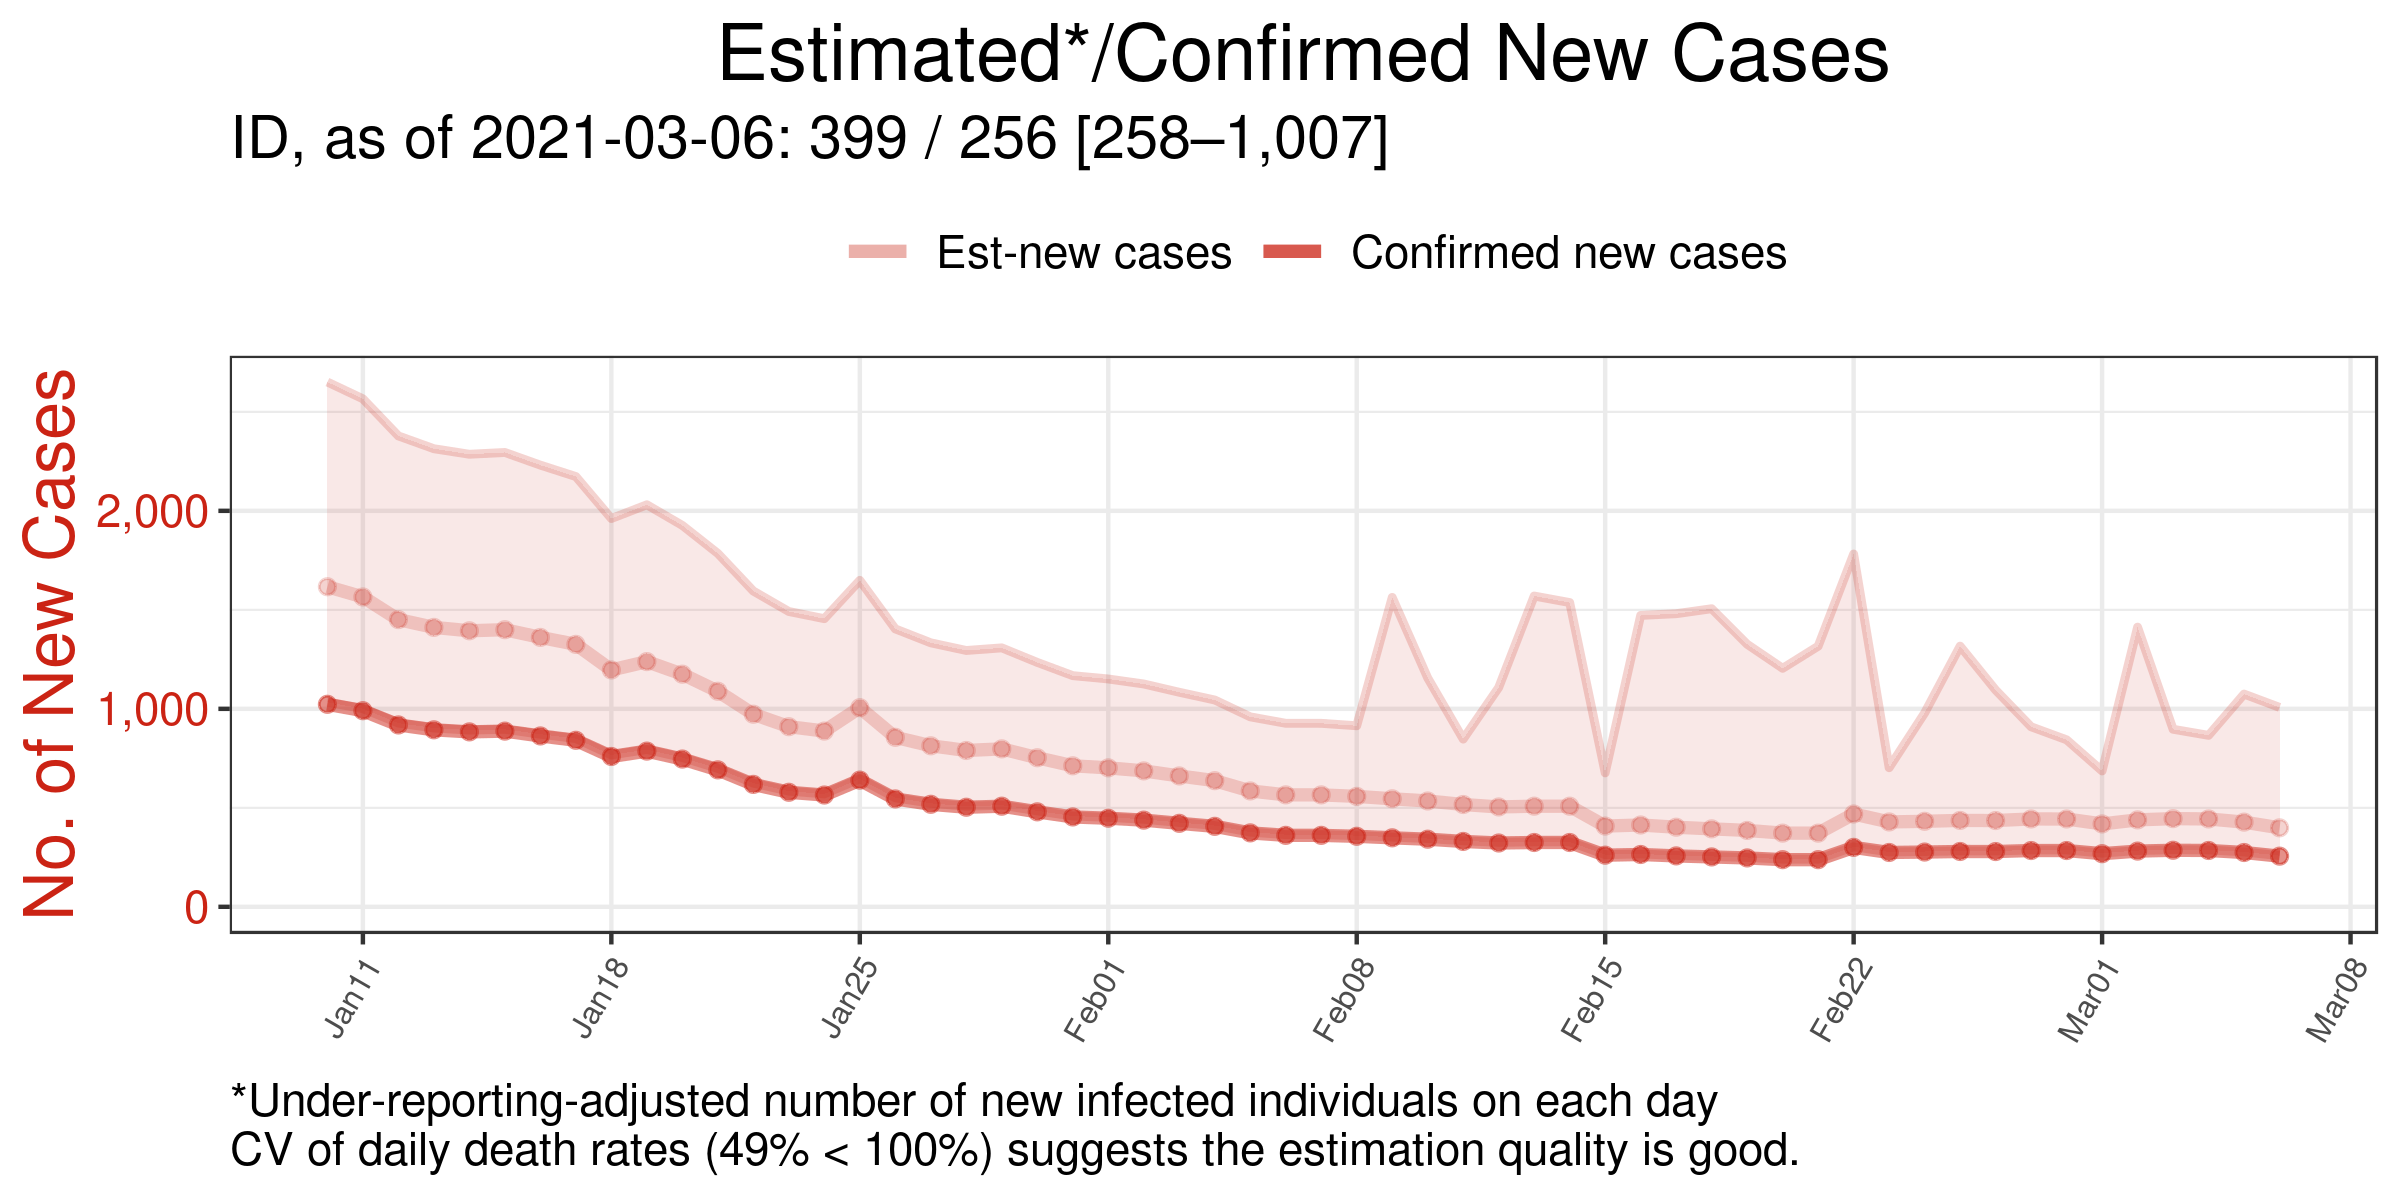 Estimated*/Confirmed New Cases
ID, as of 2021-03-06: 399 / 256 [258–1,007]
Est-new cases
Confirmed new cases
No. of New Cases
2,000
1,000
0
Jan11
Jan18
Jan25
Feb01
Feb08
Feb15
Feb22
Mar01
Mar08
*Under-reporting-adjusted number of new infected individuals on each day
CV of daily death rates (49% < 100%) suggests the estimation quality is good.